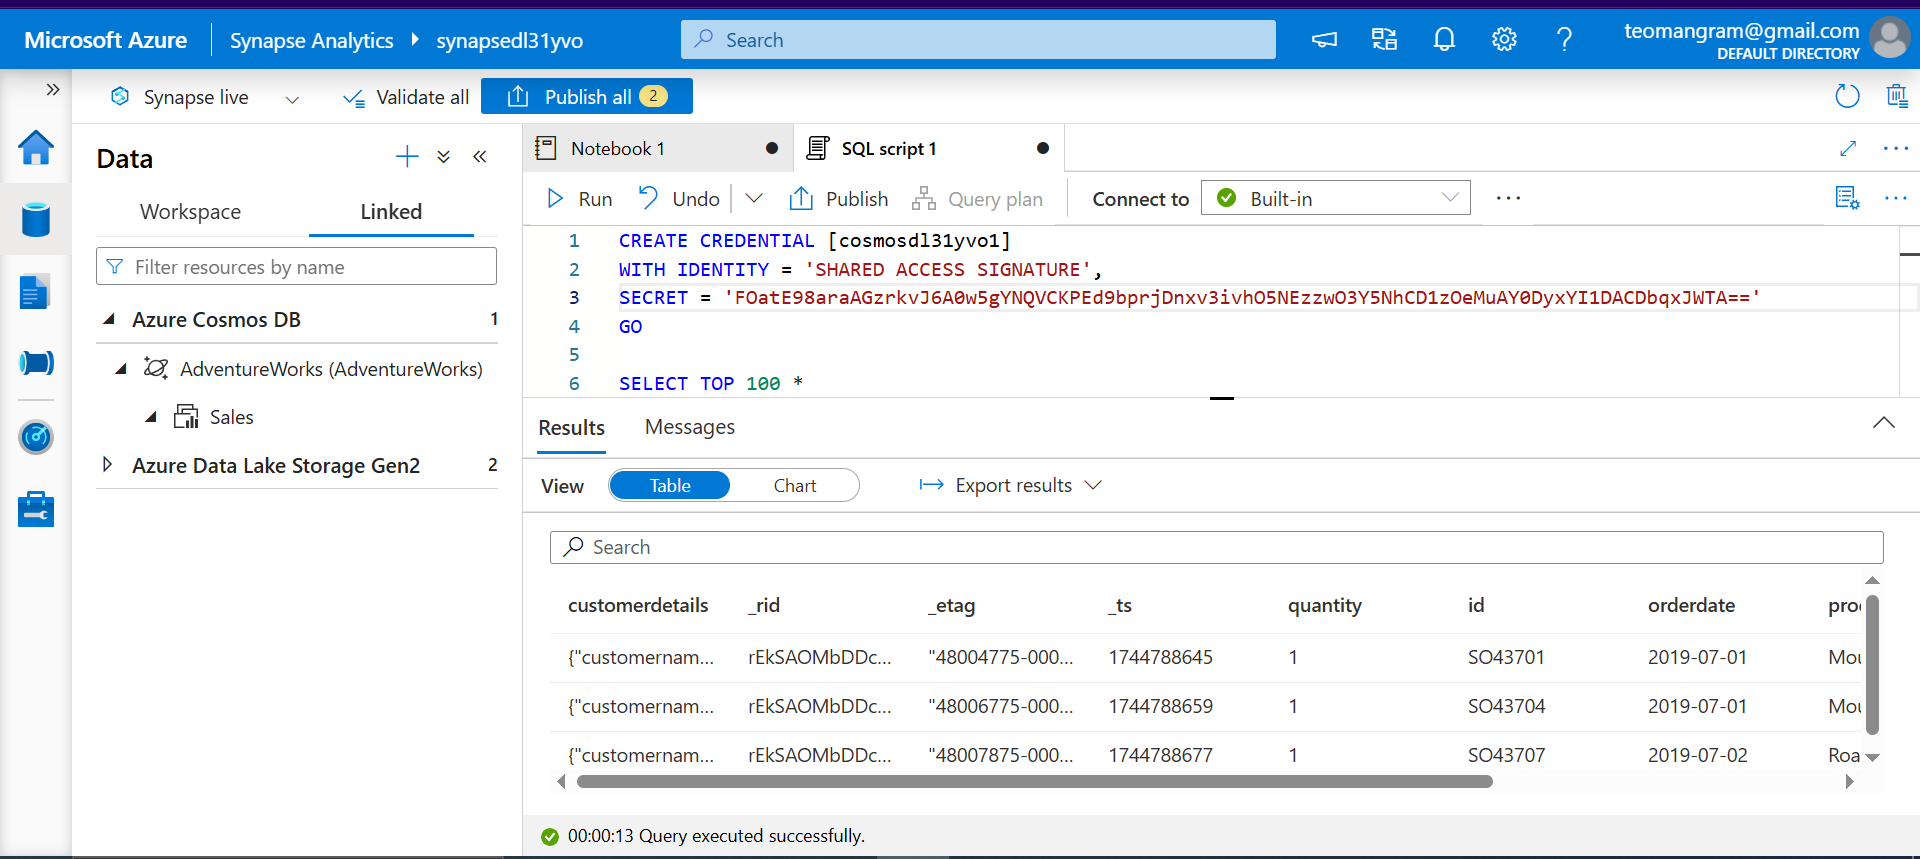 Microsoft Azure
Synapse Analytics
synapsedl31yvo
Search
teomangram@gmail.com
DEFAULT DIRECTORY
Synapse live
Validate all
Publish all
2
Data
Workspace
Linked
Filter resources by name
Azure Cosmos DB
1
AdventureWorks (AdventureWorks)
Sales
Azure Data Lake Storage Gen2
2
Notebook 1
SQL script 1
Run
Undo
Publish
Query plan
Connect to
Built-in
1 CREATE CREDENTIAL [cosmosdl31yvo1]
2 WITH IDENTITY = 'SHARED ACCESS SIGNATURE',
3 SECRET = 'FOatE98araAGzrkvJ6A0w5gYNQVCKPEd9bprjDnxv3ivhO5NEzzwO3Y5NhCD1zOeMuAY0DyxYI1DACDbqxJWTA=='
4 GO
5
6 SELECT TOP 100 *
Results
Messages
View
Table
Chart
Export results
Search
customerdetails _rid _etag _ts quantity id orderdate pro
{"customernam... rEkSAOMbDDc... "48004775-000... 1744788645 1 SO43701 2019-07-01 Mou
{"customernam... rEkSAOMbDDc... "48006775-000... 1744788659 1 SO43704 2019-07-01 Mou
{"customernam... rEkSAOMbDDc... "48007875-000... 1744788677 1 SO43707 2019-07-02 Roa
00:00:13 Query executed successfully.